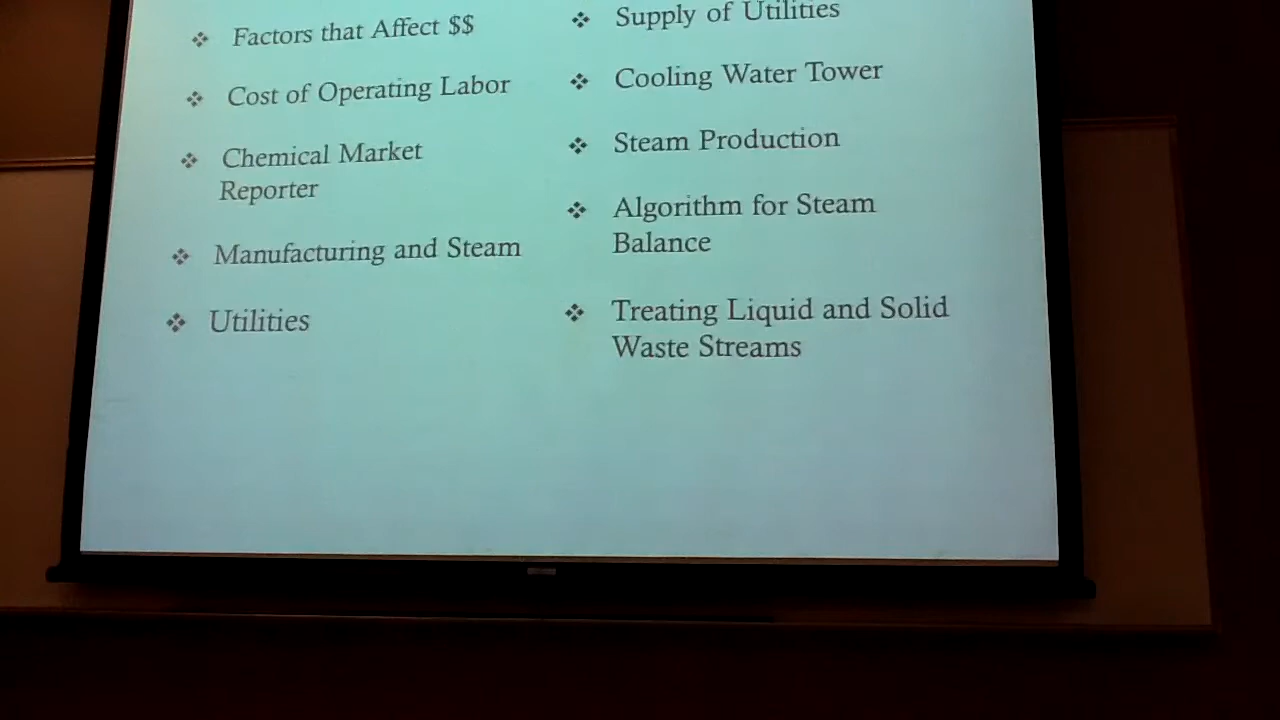 Factors that Affect $$
Cost of Operating Labor
Chemical Market
Reporter
Manufacturing and Steam
Utilities
Supply of Utilities
Cooling Water Tower
Steam Production
Algorithm for Steam
Balance
Treating Liquid and Solid
Waste Streams